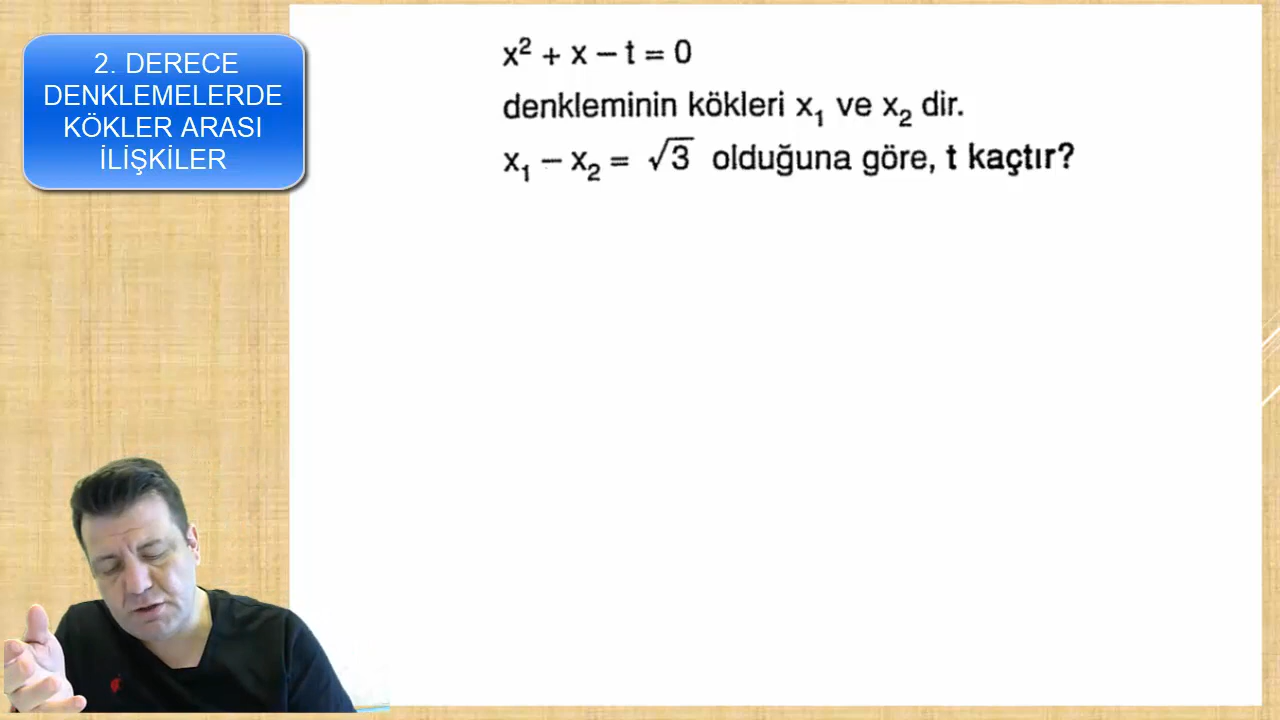 2. DERECE
DENKLEMELERDE
KÖKLER ARASI
İLİŞKİLER
x² + x − t = 0
denkleminin kökleri x₁ ve x₂ dir.
x₁ − x₂ = √3 olduğuna göre, t kaçtır?